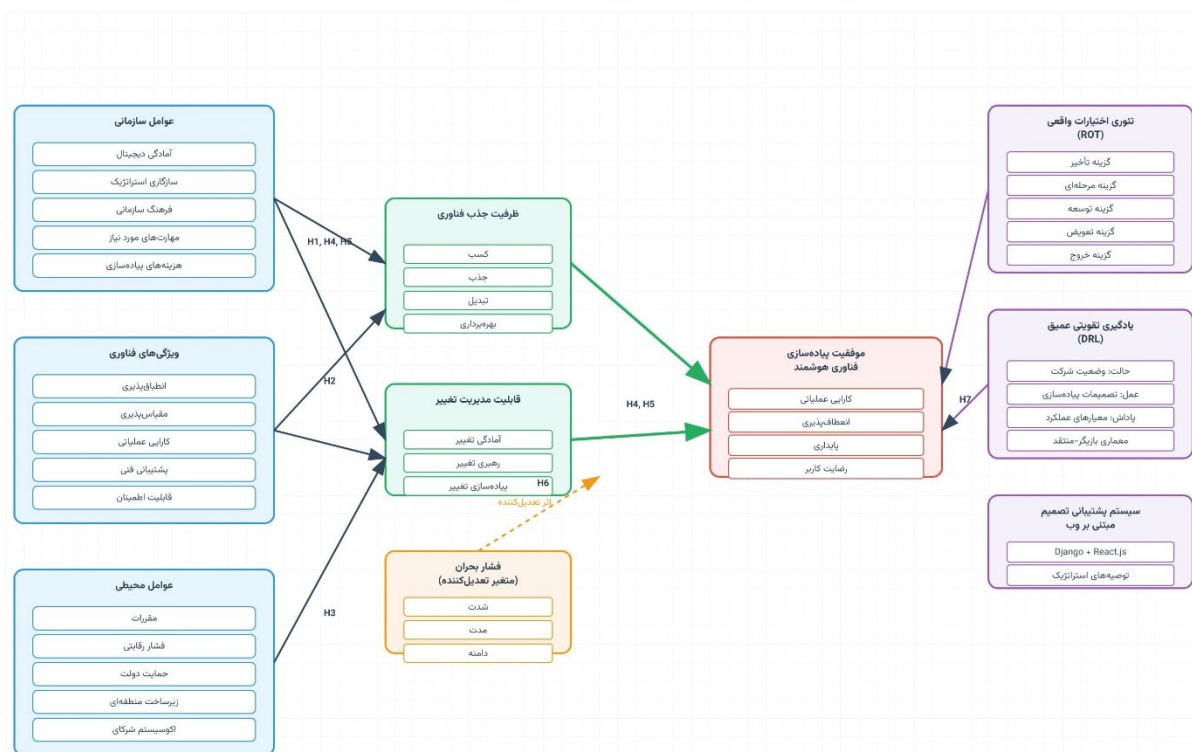 عوامل سازمانی
آمادگی دیجیتال
سازگاری استراتژیک
فرهنگ سازمانی
مهارت‌های مورد نیاز
هزینه‌های پیاده‌سازی
ویژگی‌های فناوری
انطباق‌پذیری
مقیاس‌پذیری
کارایی عملیاتی
پشتیبانی فنی
قابلیت اطمینان
عوامل محیطی
مقررات
فشار رقابتی
حمایت دولت
زیرساخت منطقه‌ای
اکوسیستم شرکای
H1, H4, H5
H2
H3
ظرفیت جذب فناوری
کسب
جذب
تبدیل
بهره‌برداری
قابلیت مدیریت تغییر
آمادگی تغییر
رهبری تغییر
پیاده‌سازی تغییر
H6
اثر تعدیل‌کننده
فشار بحران
(متغیر تعدیل‌کننده)
شدت
مدت
دامنه
H4, H5
موفقیت پیاده‌سازی
فناوری هوشمند
کارایی عملیاتی
انعطاف‌پذیری
پایداری
رضایت کاربر
H7
تئوری اختیارات واقعی
(ROT)
گزینه تأخیر
گزینه مرحله‌ای
گزینه توسعه
گزینه تعویض
گزینه خروج
یادگیری تقویتی عمیق
(DRL)
حالت: وضعیت شرکت
عمل: تصمیمات پیاده‌سازی
پاداش: معیارهای عملکرد
معماری بازیگر-منتقد
سیستم پشتیبانی تصمیم
مبتنی بر وب
Django + React.js
توصیه‌های استراتژیک